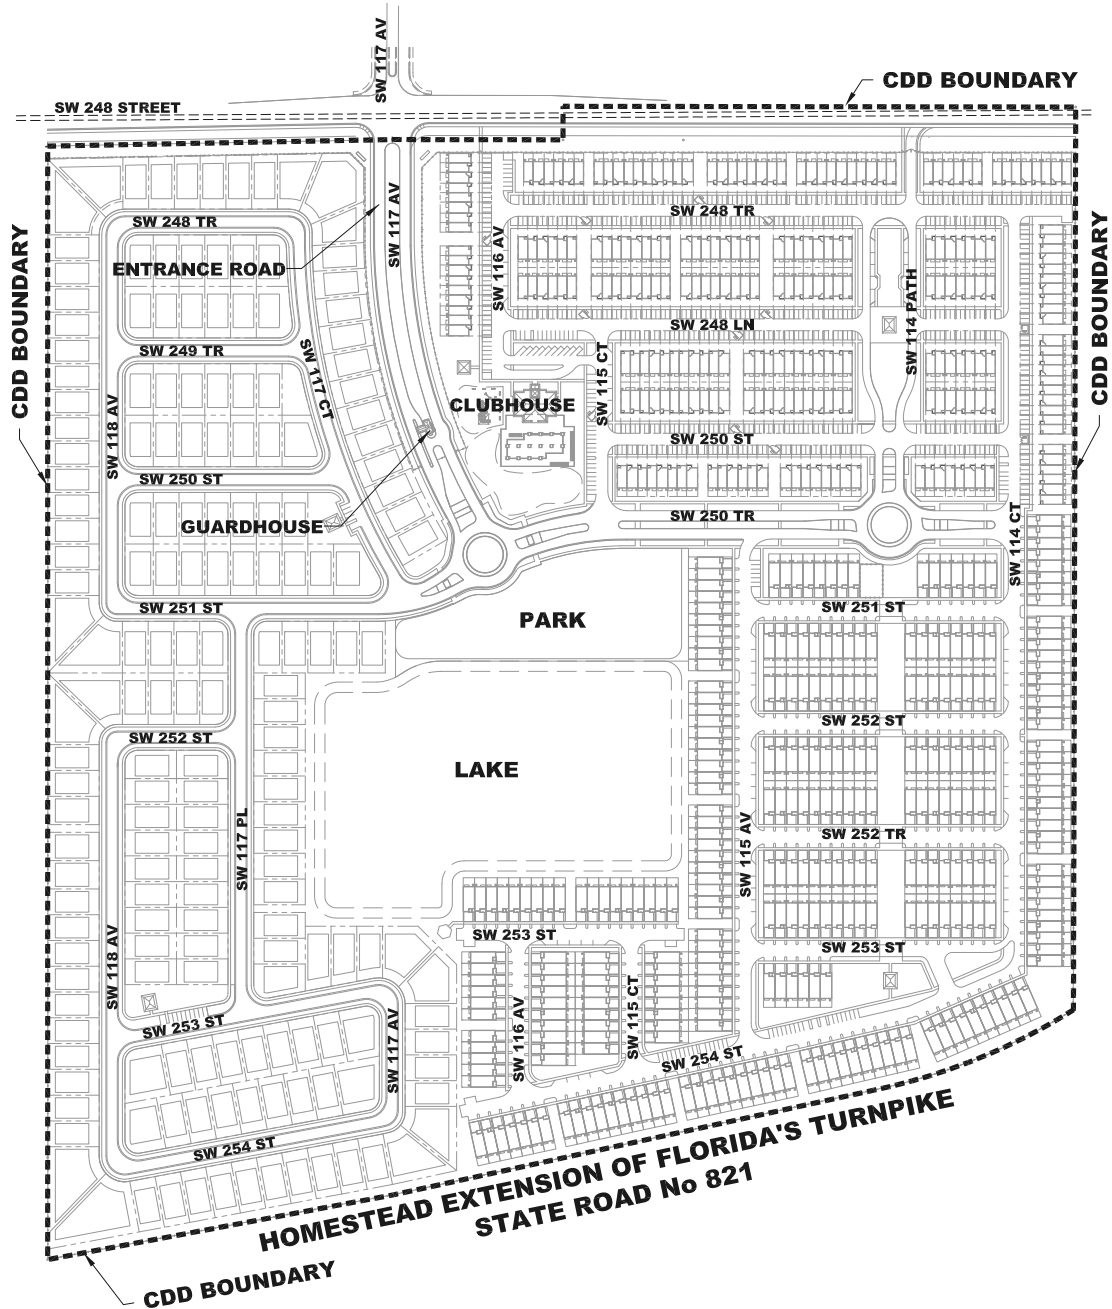 SW 117 AV
CDD BOUNDARY
SW 248 STREET
SW 248 TR
SW 117 AV
SW 248 TR
ENTRANCE ROAD
SW 116 AV
CDD BOUNDARY
CDD BOUNDARY
SW 114 PATH
SW 248 LN
SW 249 TR
SW 117 CT
SW 115 CT
CLUBHOUSE
SW 118 AV
SW 250 ST
SW 250 ST
SW 250 TR
GUARDHOUSE
SW 114 CT
SW 251 ST
SW 251 ST
PARK
SW 252 ST
SW 252 ST
LAKE
SW 117 PL
SW 115 AV
SW 252 TR
SW 253 ST
SW 253 ST
SW 118 AV
SW 253 ST
SW 116 AV
SW 115 CT
SW 117 AV
SW 254 ST
SW 254 ST
HOMESTEAD EXTENSION OF FLORIDA'S TURNPIKE
STATE ROAD No 821
CDD BOUNDARY